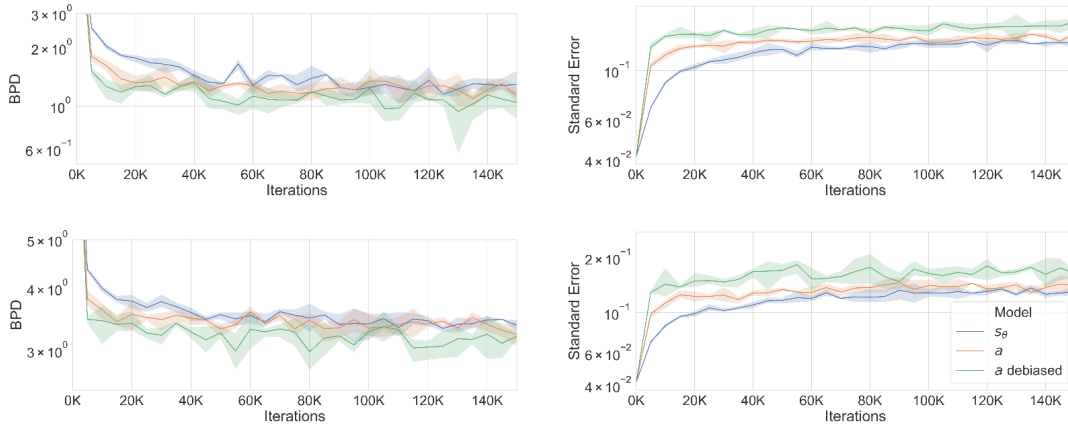 3 × 10⁰
2 × 10⁰
10⁰
6 × 10⁻¹
BPD
0K 20K 40K 60K 80K 100K 120K 140K
Iterations
10⁻¹
6 × 10⁻²
4 × 10⁻²
Standard Error
0K 20K 40K 60K 80K 100K 120K 140K
Iterations
5 × 10⁰
4 × 10⁰
3 × 10⁰
BPD
0K 20K 40K 60K 80K 100K 120K 140K
Iterations
2 × 10⁻¹
10⁻¹
6 × 10⁻²
4 × 10⁻²
Standard Error
0K 20K 40K 60K 80K 100K 120K 140K
Iterations
Model
s_θ
a
a debiased